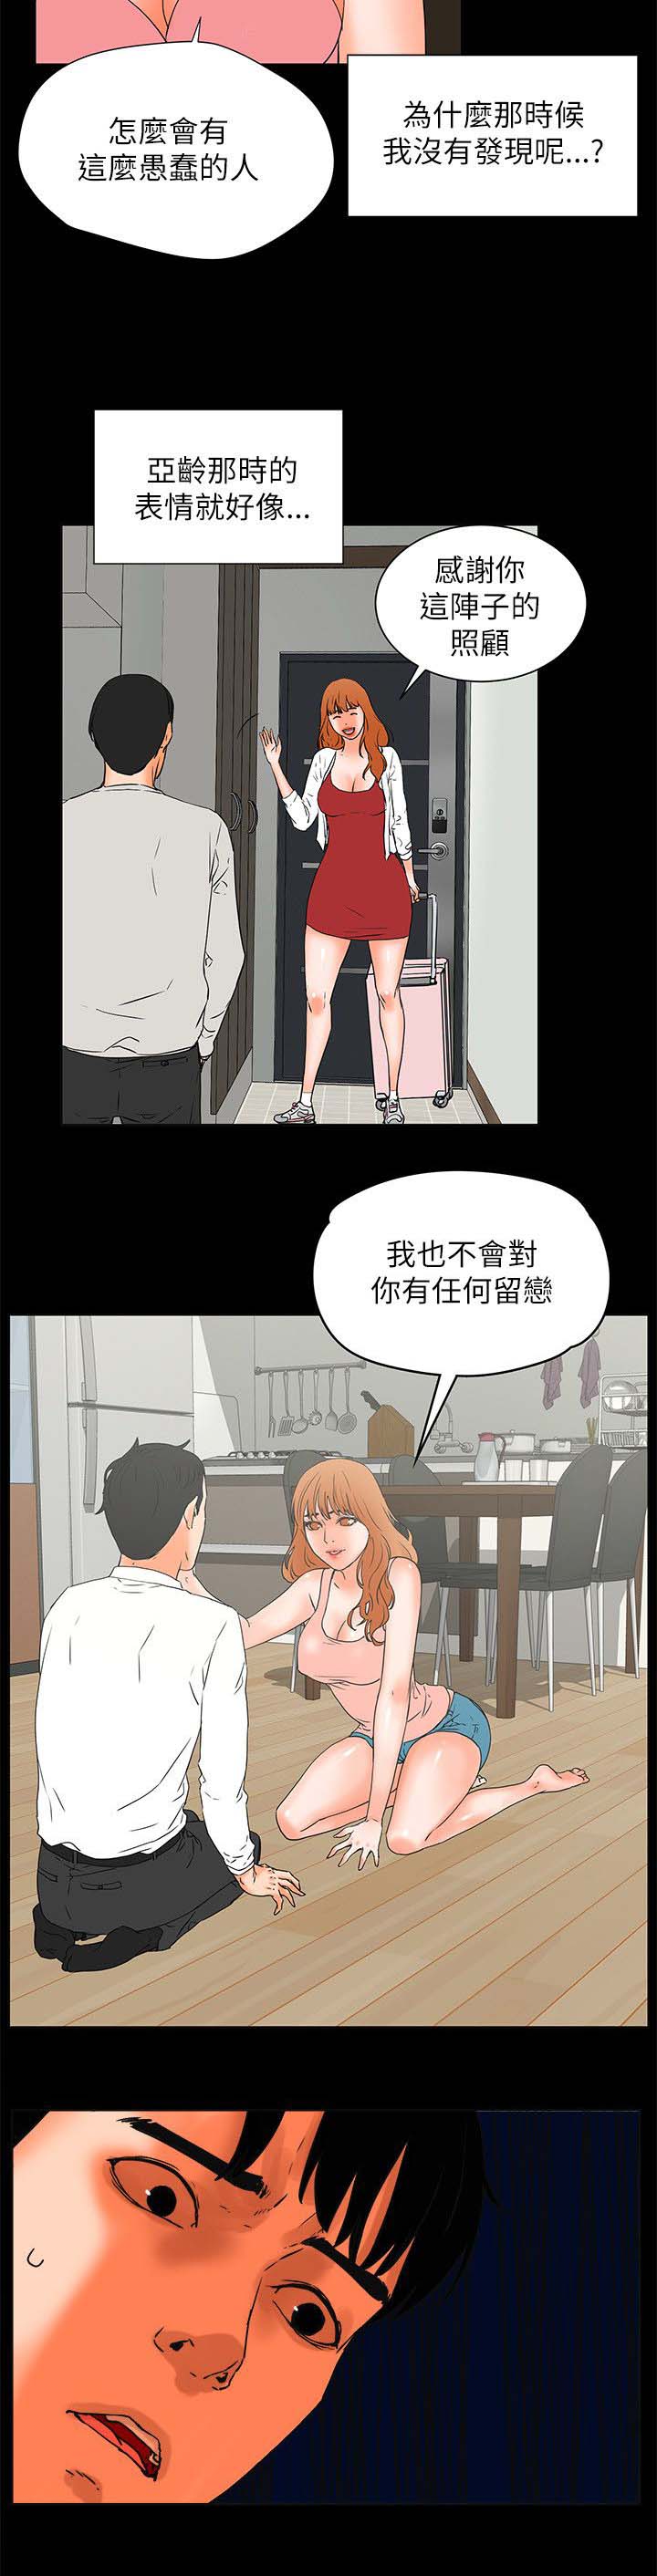 怎麼會有
這麼愚蠢的人
為什麼那時候
我沒有發現呢...?
亞齡那時的
表情就好像...
感謝你
這陣子的
照顧
我也不會對
你有任何留戀